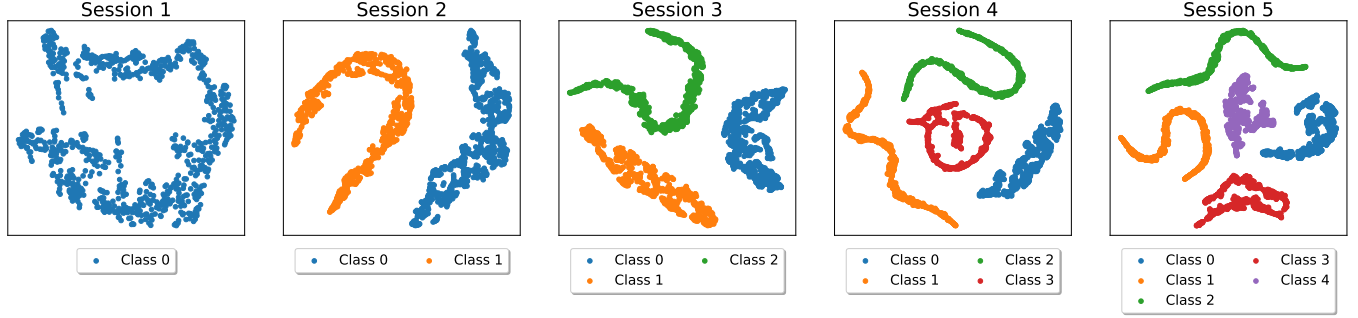 Session 1
Session 2
Session 3
Session 4
Session 5
Class 0
Class 0 Class 1
Class 0 Class 2
Class 1
Class 0 Class 2
Class 1 Class 3
Class 0 Class 3
Class 1 Class 4
Class 2